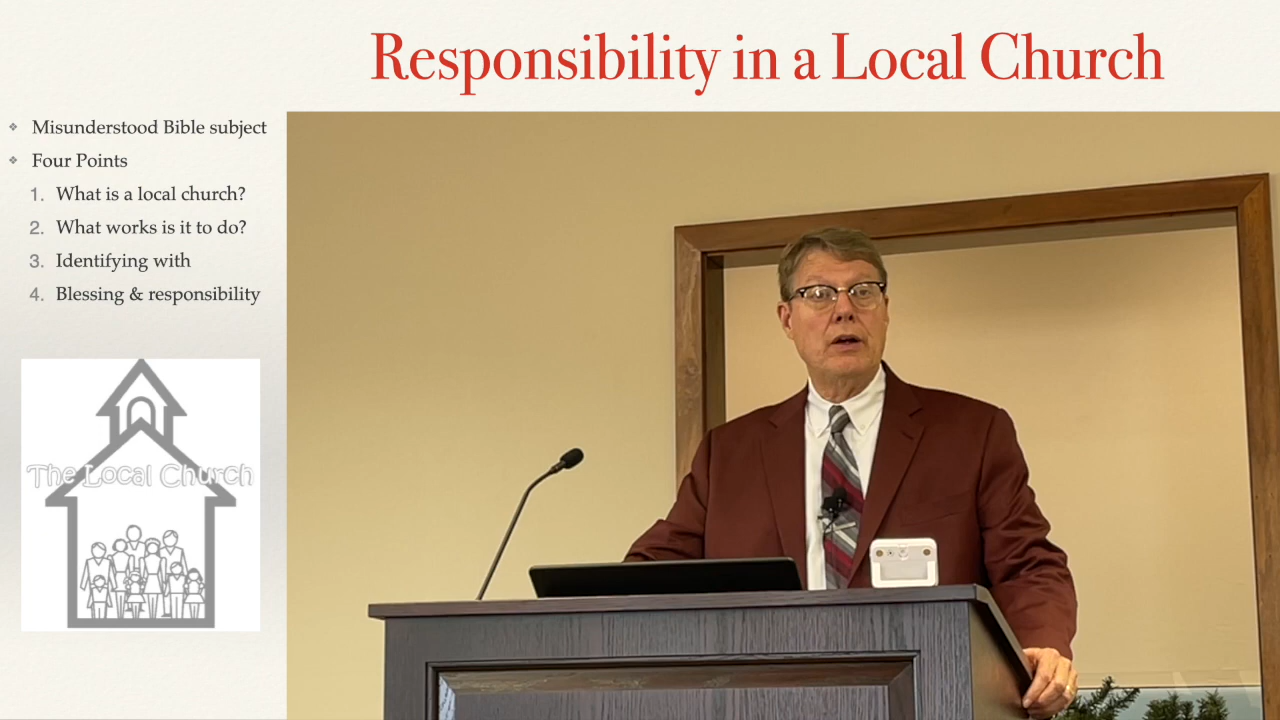 Responsibility in a Local Church
❖ Misunderstood Bible subject
❖ Four Points
1. What is a local church?
2. What works is it to do?
3. Identifying with
4. Blessing & responsibility
The Local Church